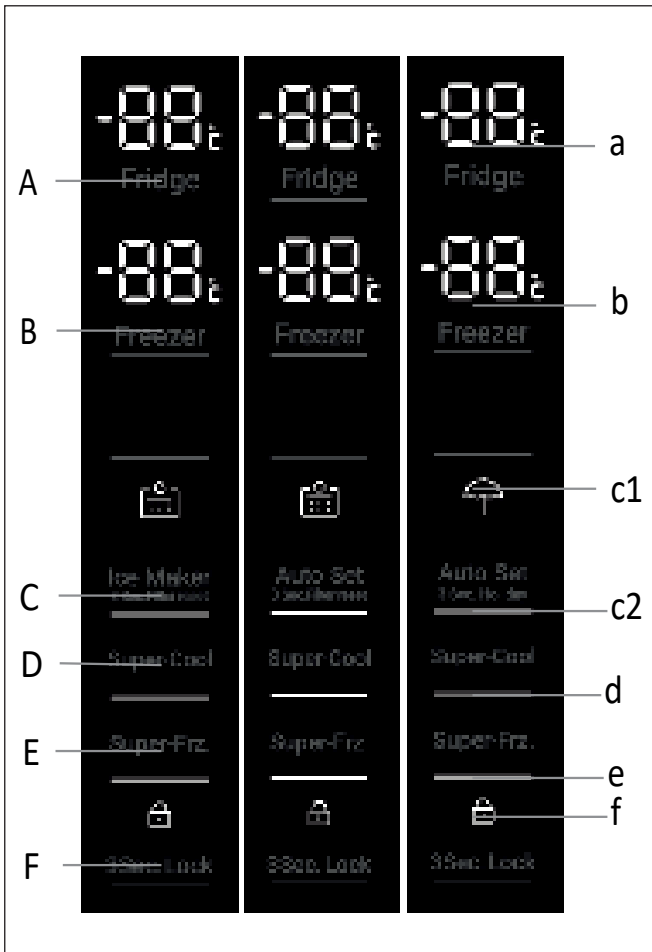 -88°c -88°c -88°c a
A Fridge Fridge Fridge
-88°c -88°c -88°c b
B Freezer Freezer Freezer
c1
Ice Maker Auto Set Auto Set
C c2
D Super-Cool Super-Cool Super-Cool
d
E Super-Frz. Super-Frz. Super-Frz.
e
f
F 3Sec. Lock 3Sec. Lock 3Sec. Lock